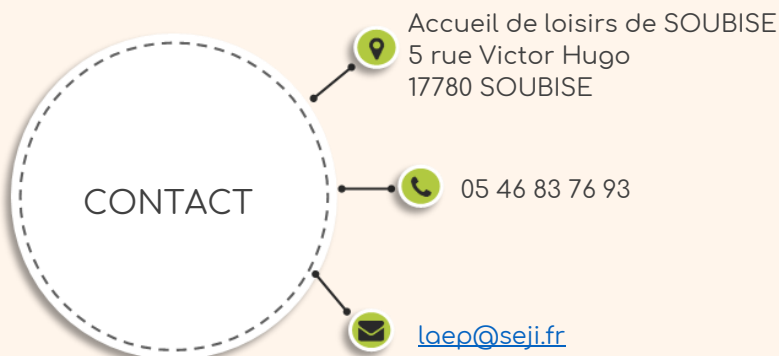 Accueil de loisirs de SOUBISE
5 rue Victor Hugo
17780 SOUBISE
CONTACT
05 46 83 76 93
laep@seji.fr